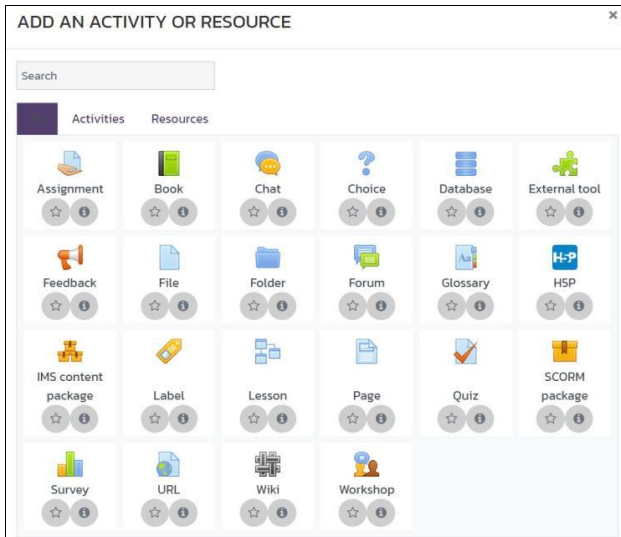 ADD AN ACTIVITY OR RESOURCE
Search
Activities Resources
Assignment Book Chat Choice Database External tool
Feedback File Folder Forum Glossary H5P
IMS content
package Label Lesson Page Quiz SCORM
package
Survey URL Wiki Workshop